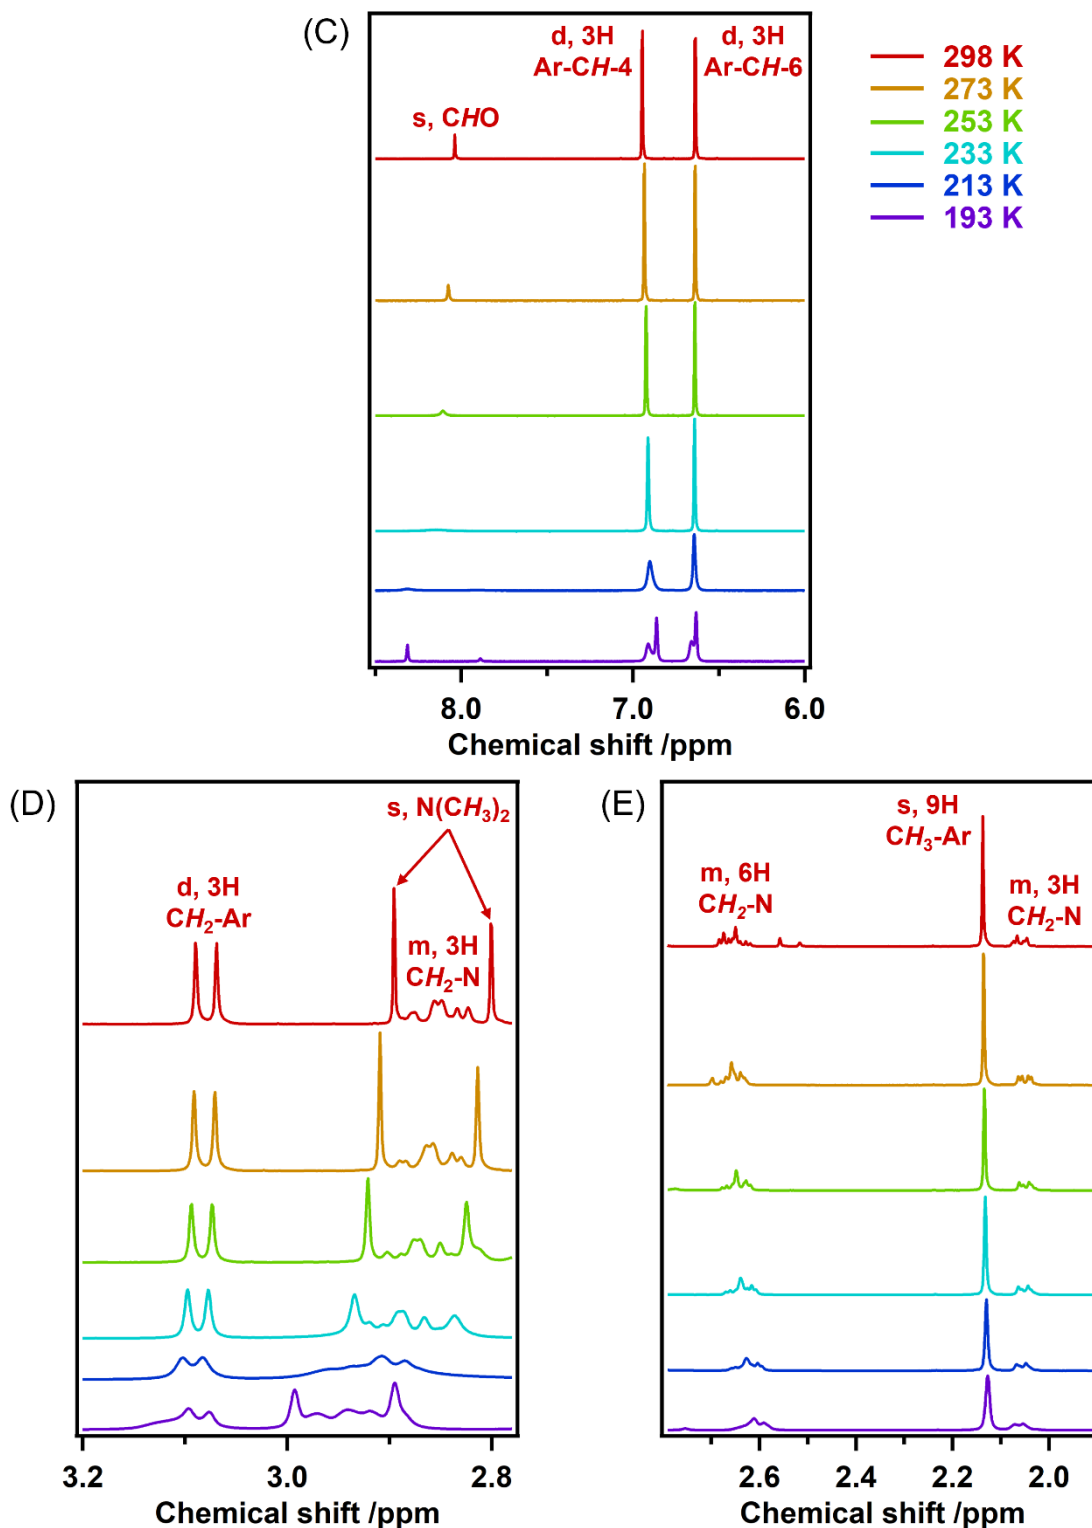 (C)
d, 3H
Ar-CH-4
d, 3H
Ar-CH-6
s, CHO
298 K
273 K
253 K
233 K
213 K
193 K
8.0
7.0
6.0
Chemical shift /ppm
(D)
s, N(CH₃)₂
d, 3H
CH₂-Ar
m, 3H
CH₂-N
3.2
3.0
2.8
Chemical shift /ppm
(E)
s, 9H
CH₃-Ar
m, 6H
CH₂-N
m, 3H
CH₂-N
2.6
2.4
2.2
2.0
Chemical shift /ppm